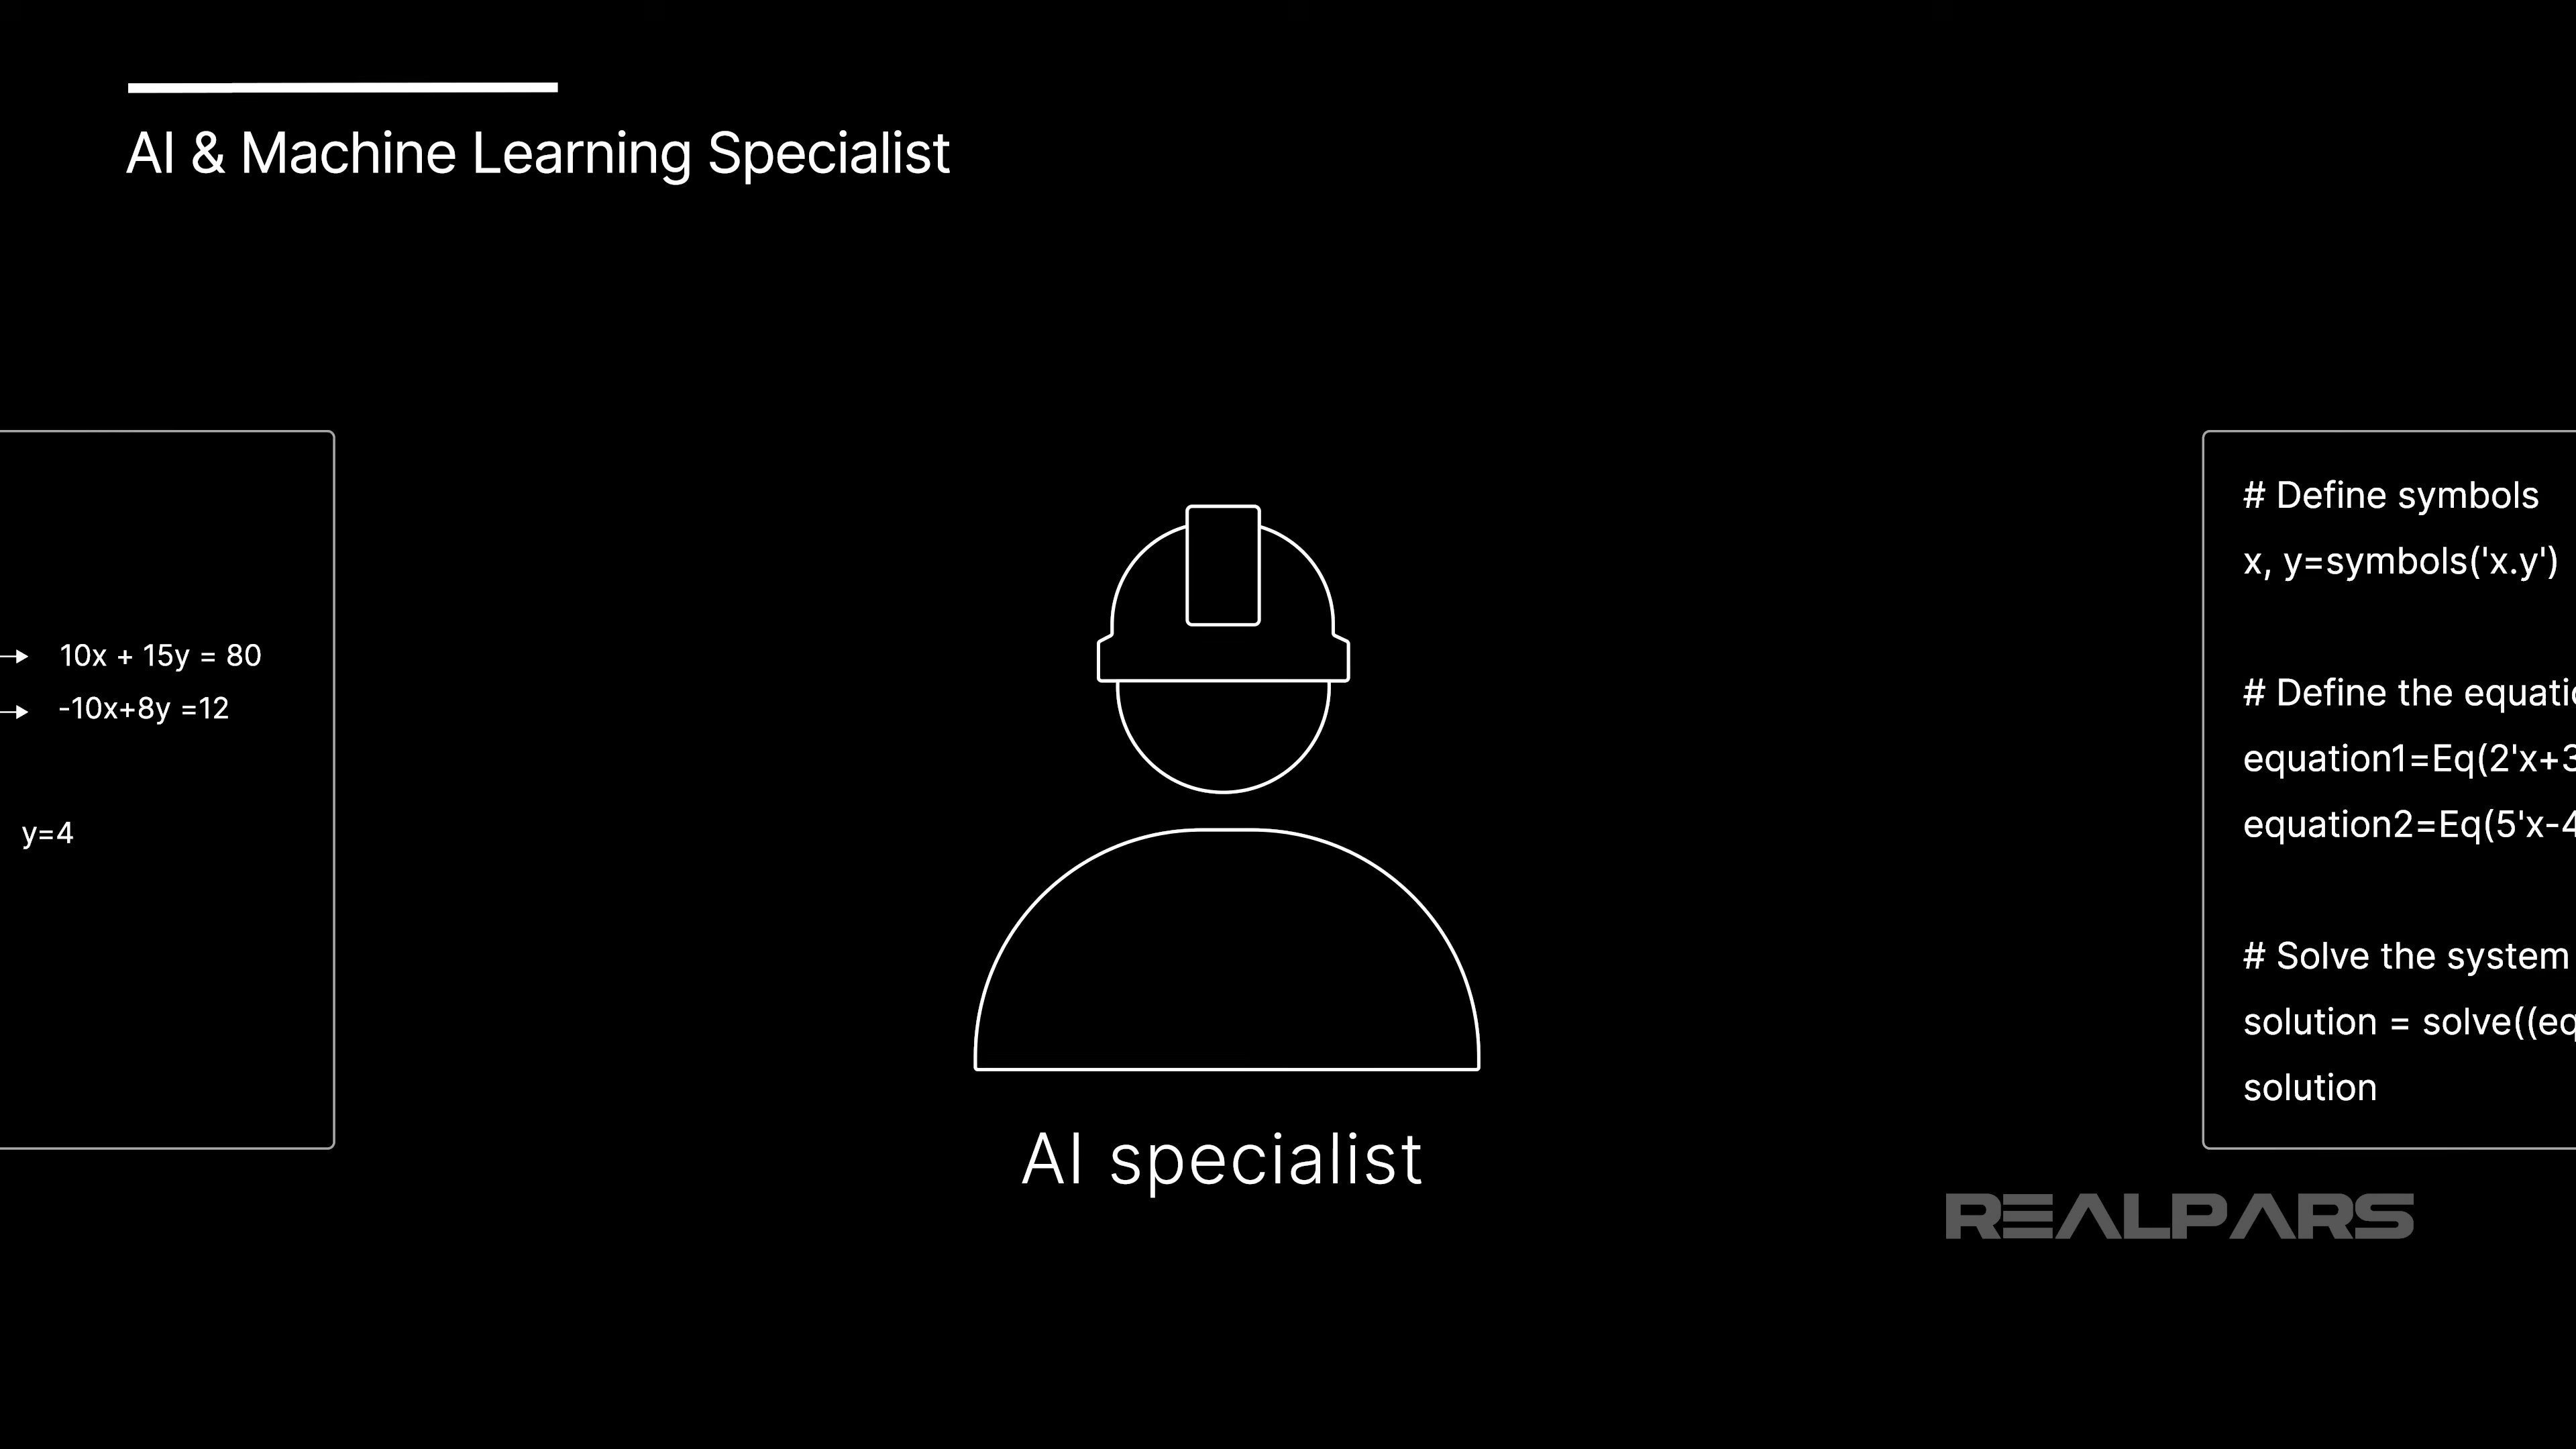 AI & Machine Learning Specialist
10x + 15y = 80
-10x+8y =12
y=4
AI specialist
# Define symbols
x, y=symbols('x.y')
# Define the equatio
equation1=Eq(2'x+3
equation2=Eq(5'x-4
# Solve the system
solution = solve((eq
solution
REALPARS